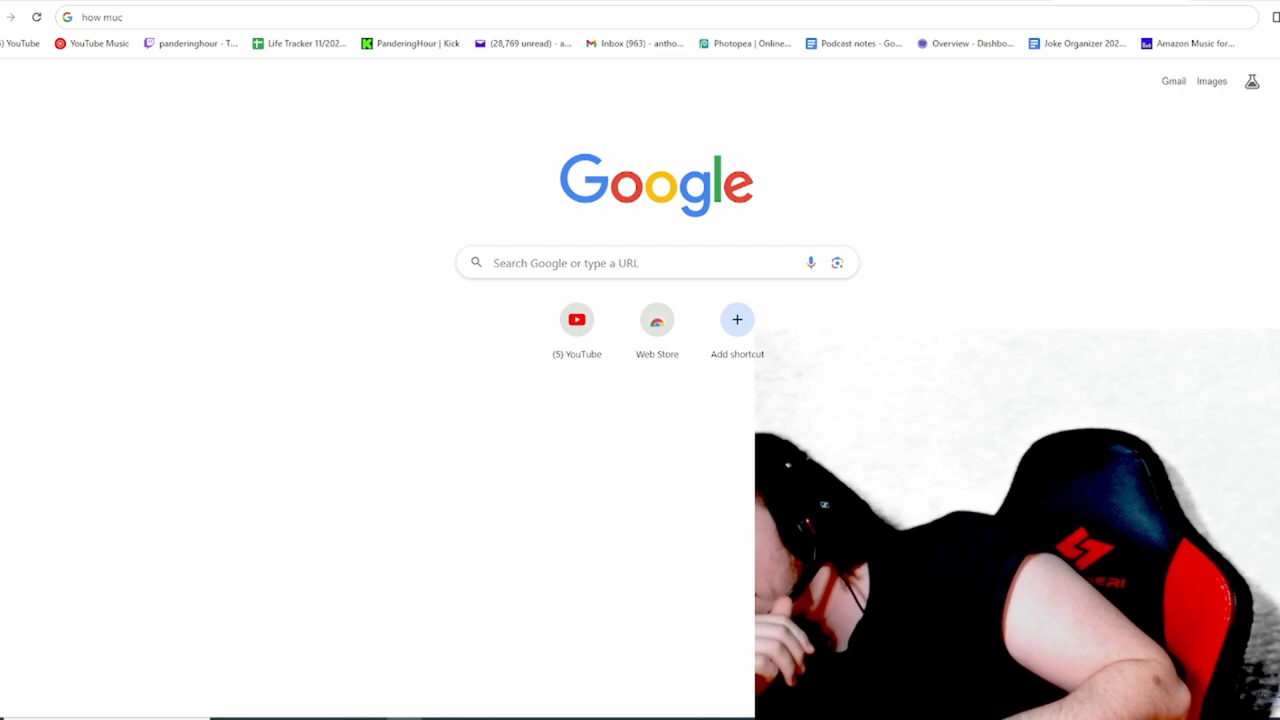 how muc
) YouTube YouTube Music panderinghour - T... Life Tracker 11/202... PanderingHour | Kick (28,769 unread) - a... Inbox (963) - antho... Photopea | Online... Podcast notes - Go... Overview - Dashbo... Joke Organizer 202... Amazon Music for...
Gmail Images
Google
Search Google or type a URL
(5) YouTube Web Store Add shortcut